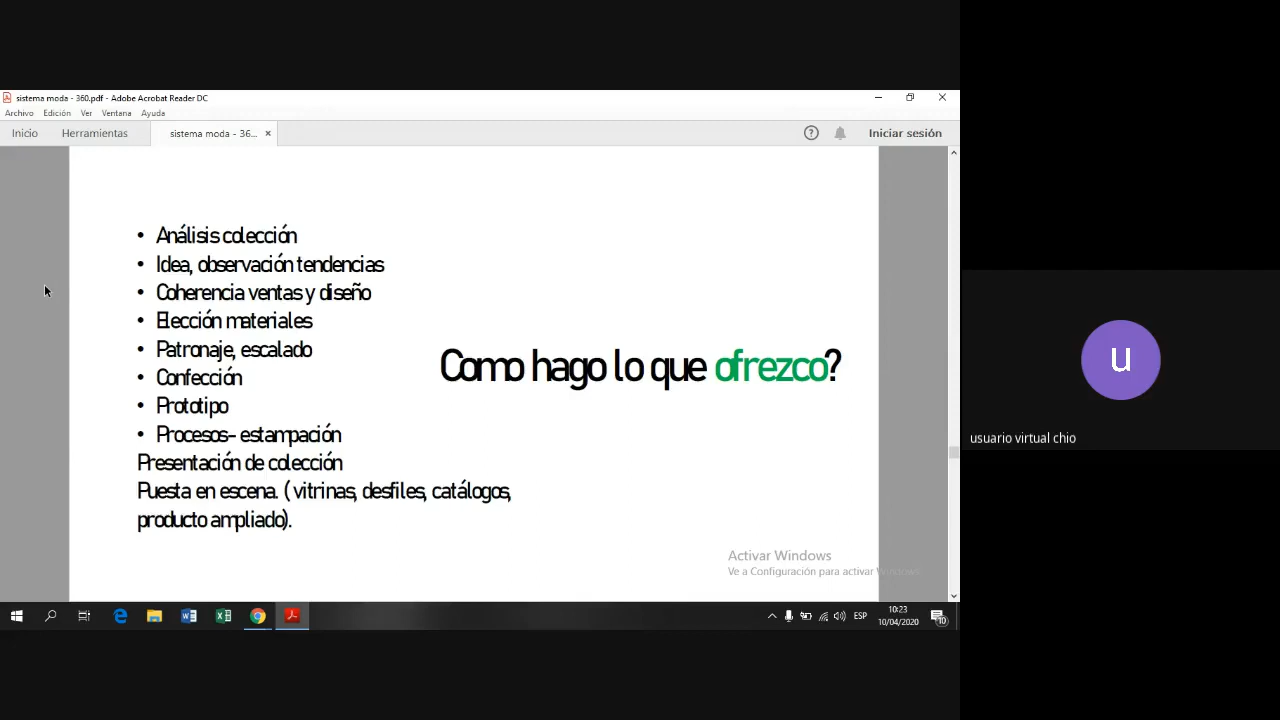 sistema moda - 360.pdf - Adobe Acrobat Reader DC
Archivo Edición Ver Ventana Ayuda
Inicio Herramientas sistema moda - 36... × Iniciar sesión
• Análisis colección
• Idea, observación tendencias
• Coherencia ventas y diseño
• Elección materiales
• Patronaje, escalado
• Confección
• Prototipo
• Procesos- estampación
Presentación de colección
Puesta en escena. ( vitrinas, desfiles, catálogos,
producto ampliado).
Como hago lo que ofrezco?
Activar Windows
Ve a Configuración para activar Windows.
ESP
10:23
10/04/2020
10
u
usuario virtual chio